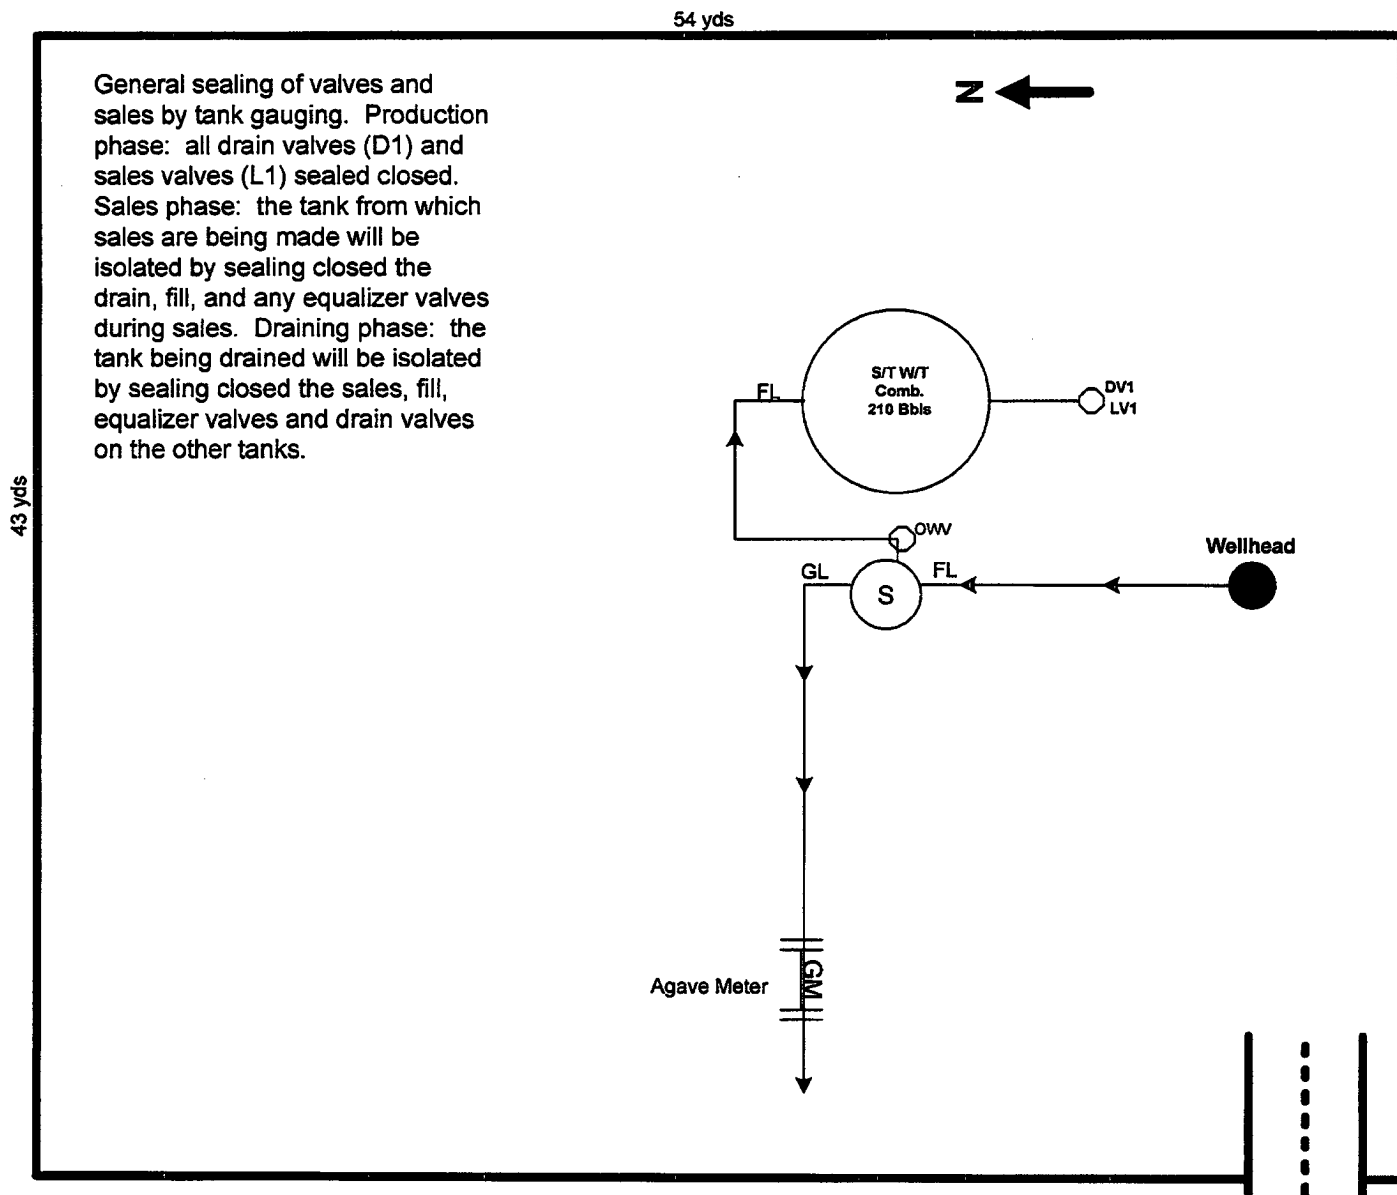 54 yds
General sealing of valves and
sales by tank gauging. Production
phase: all drain valves (D1) and
sales valves (L1) sealed closed.
Sales phase: the tank from which
sales are being made will be
isolated by sealing closed the
drain, fill, and any equalizer valves
during sales. Draining phase: the
tank being drained will be isolated
by sealing closed the sales, fill,
equalizer valves and drain valves
on the other tanks.
N
43 yds
S/T W/T
Comb.
210 Bbls
FL
DV1
LV1
OWV
Wellhead
GL
S
FL
Agave Meter
GM